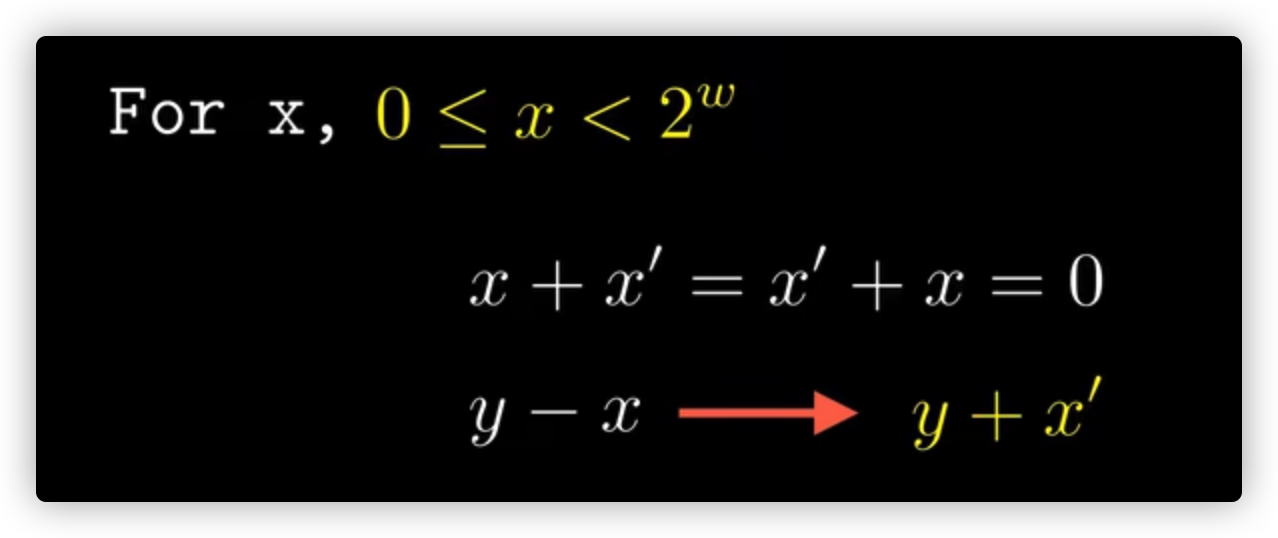 For x, 0 ≤ x < 2^w
x + x′ = x′ + x = 0
y − x → y + x′